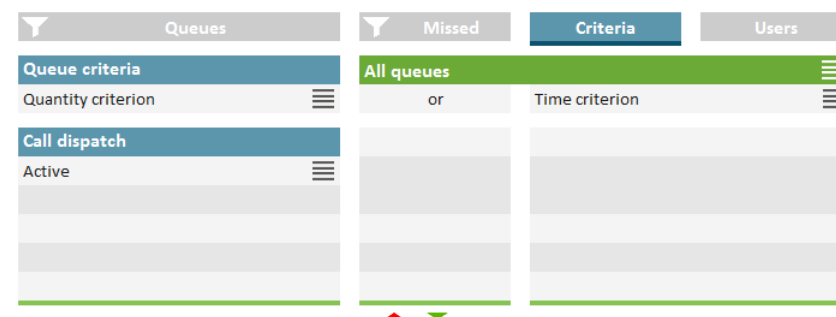 Queues
Missed
Criteria
Users
Queue criteria
All queues
Quantity criterion
or
Time criterion
Call dispatch
Active